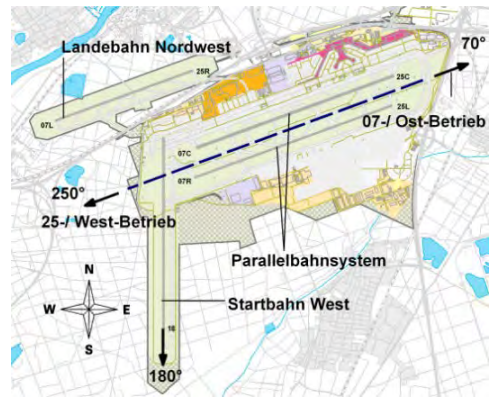 Landebahn Nordwest
70°
25R
25C
07L
25L
07-/ Ost-Betrieb
07C
07R
250°
25-/ West-Betrieb
Parallelbahnsystem
N
W
E
S
Startbahn West
18
180°